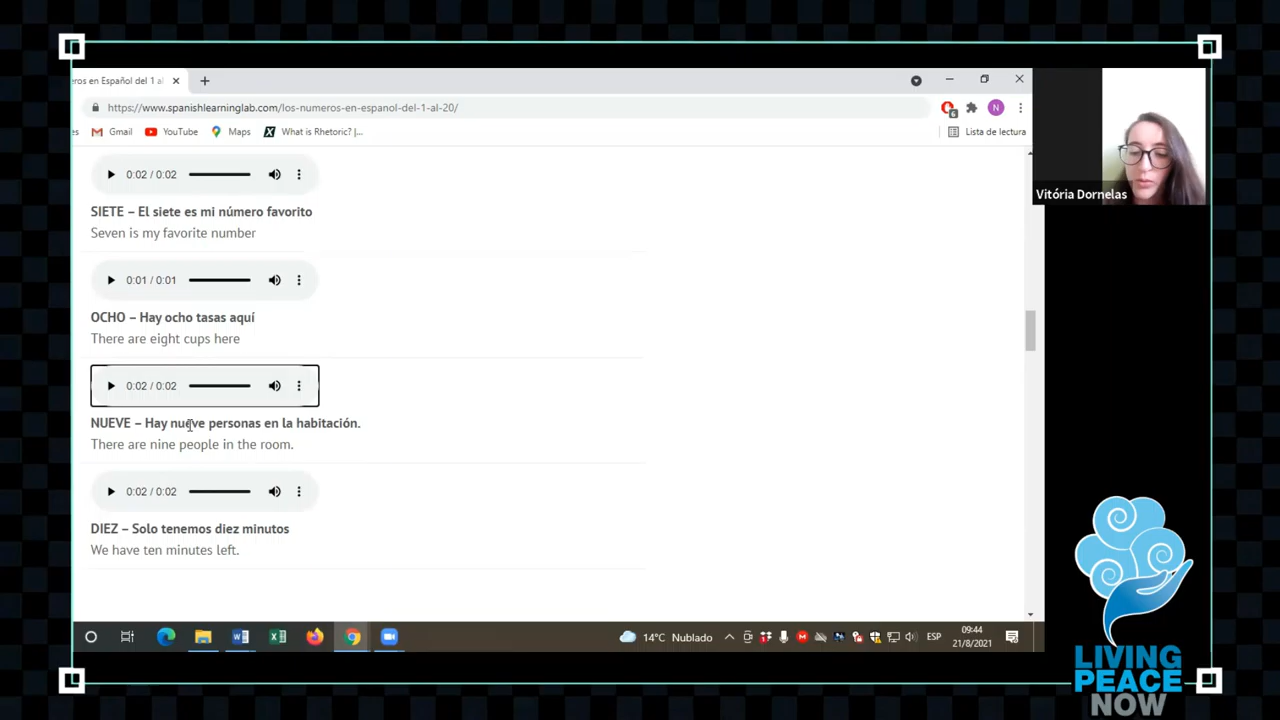 ros en Español del 1 al
https://www.spanishlearninglab.com/los-numeros-en-espanol-del-1-al-20/
N
6
es
Gmail
YouTube
Maps
What is Rhetoric? |...
Lista de lectura
Vitória Dornelas
0:02 / 0:02
SIETE – El siete es mi número favorito
Seven is my favorite number
0:01 / 0:01
OCHO – Hay ocho tasas aquí
There are eight cups here
0:02 / 0:02
NUEVE – Hay nueve personas en la habitación.
There are nine people in the room.
0:02 / 0:02
DIEZ – Solo tenemos diez minutos
We have ten minutes left.
14°C Nublado
ESP
09:44
21/8/2021
LIVING
PEACE
NOW